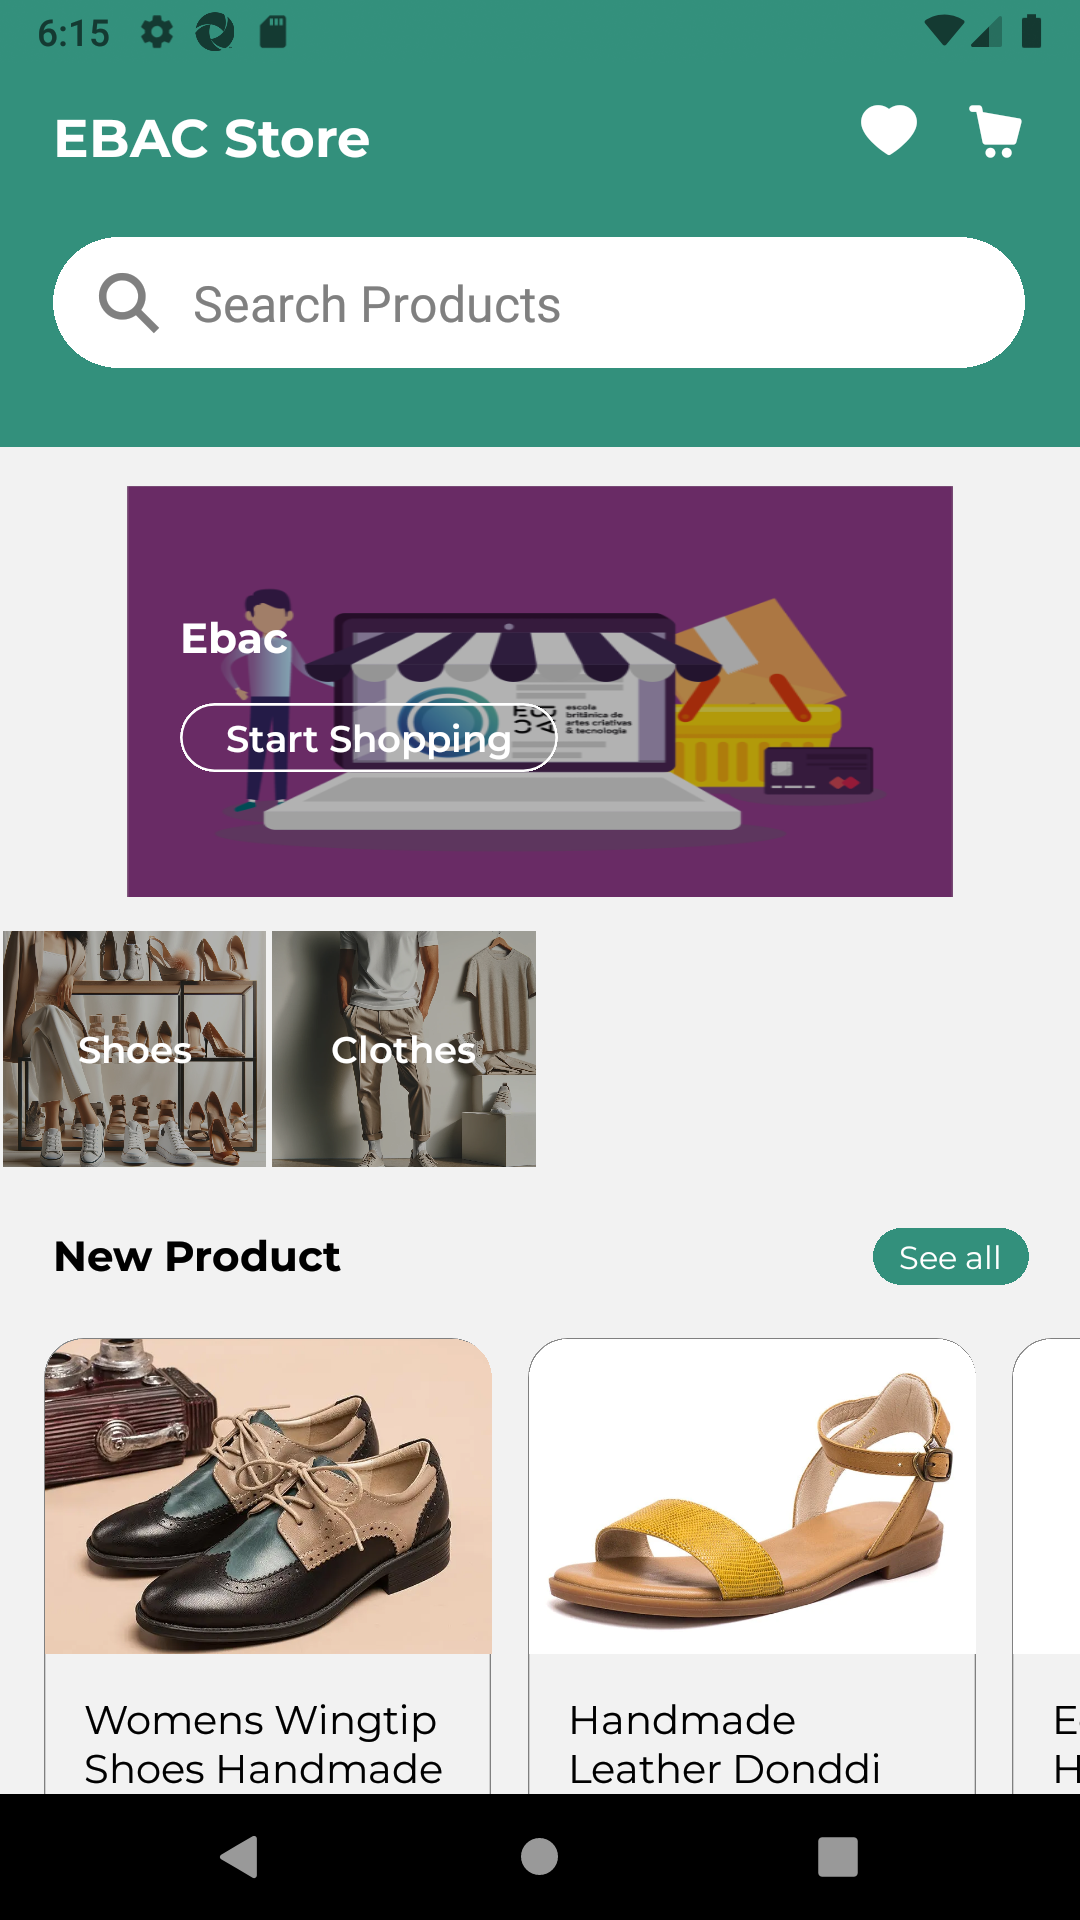 6:15
EBAC Store
Search Products
Ebac
Start Shopping
escola
britânica de
artes criativas
& tecnologia
Shoes
Clothes
New Product
See all
Womens Wingtip
Shoes Handmade
Handmade
Leather Donddi